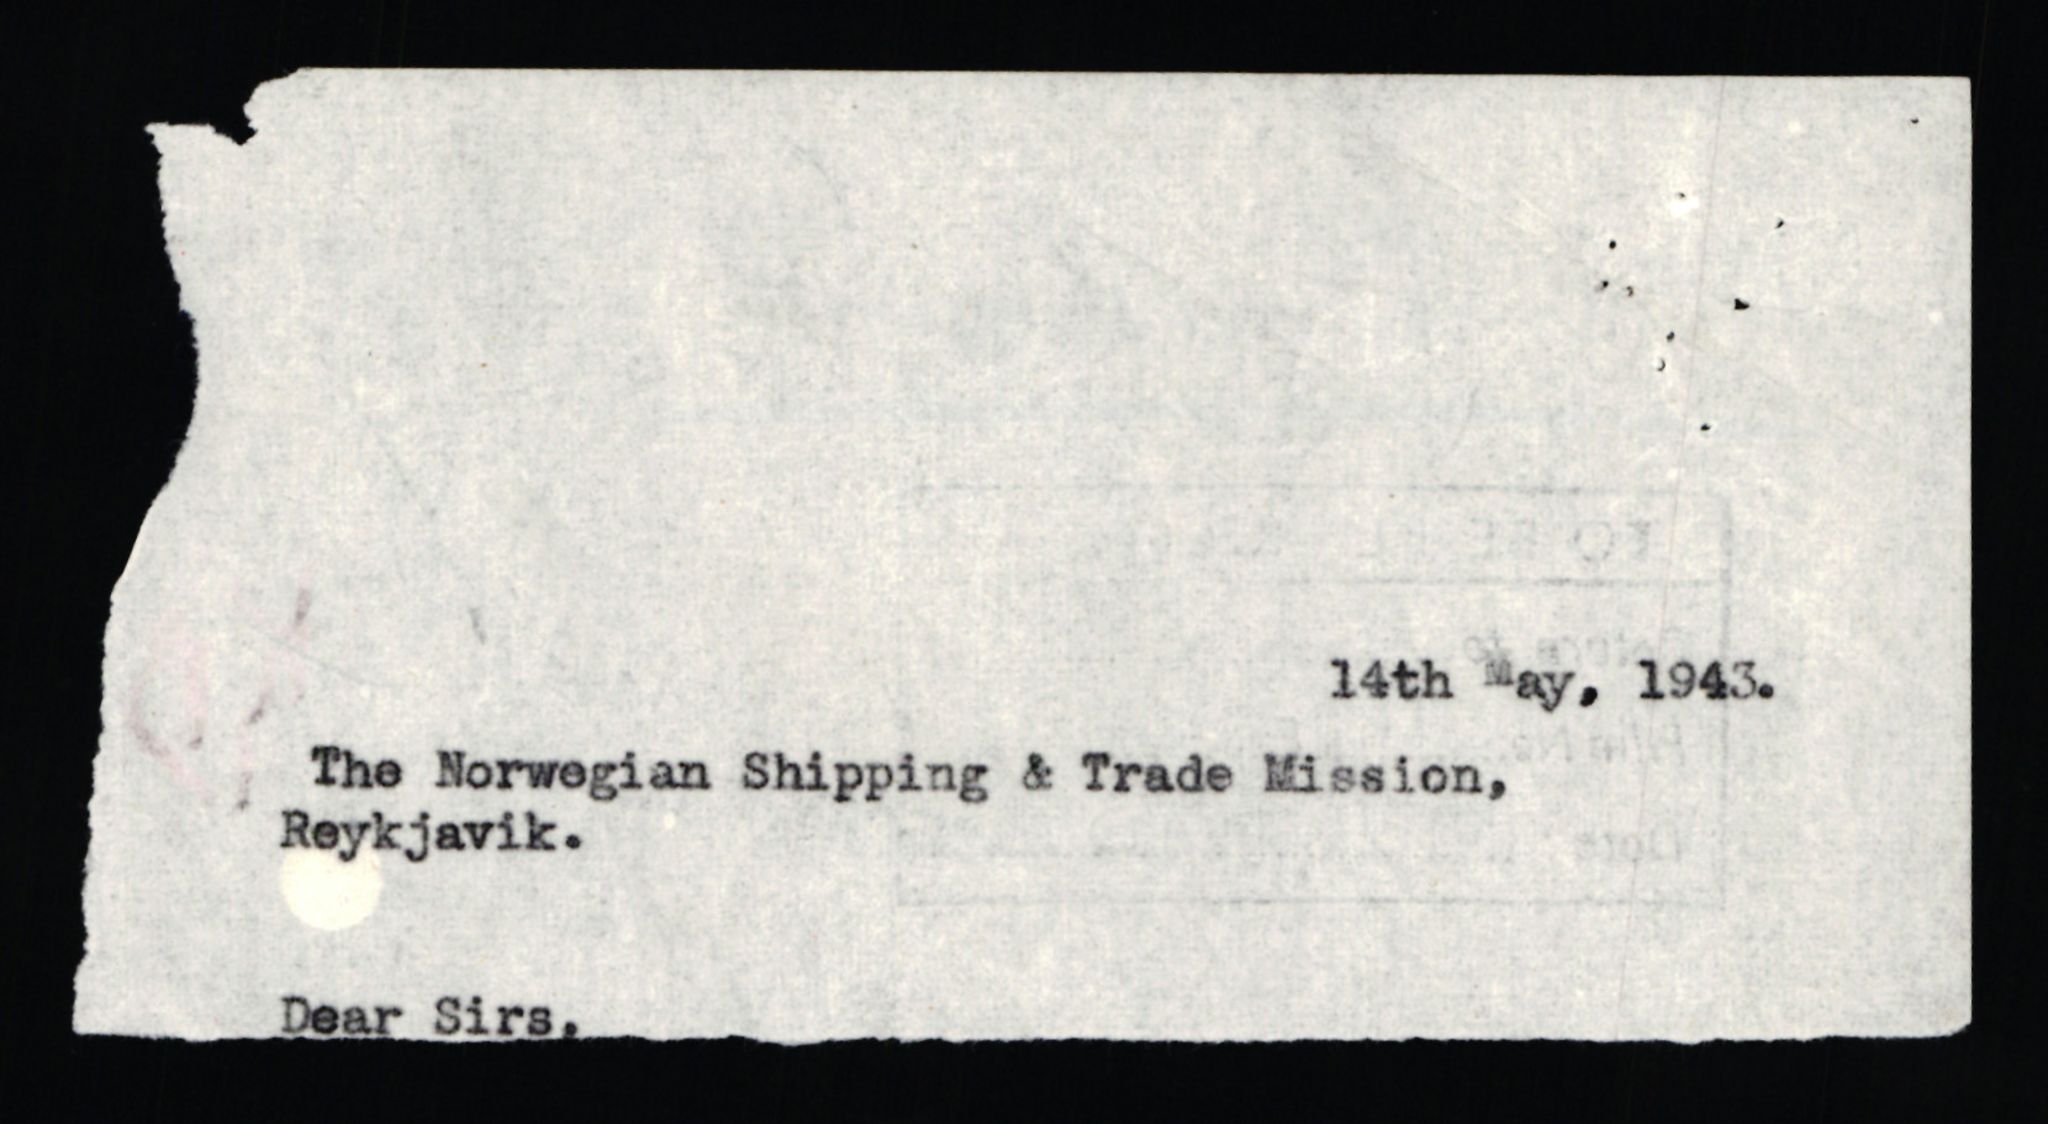 14th May, 1943.
The Norwegian Shipping & Trade Mission,
Reykjavik.
Dear Sirs.